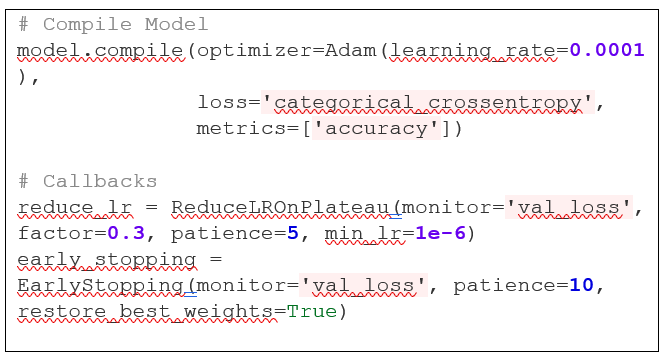 # Compile Model
model.compile(optimizer=Adam(learning_rate=0.0001
),
loss='categorical_crossentropy',
metrics=['accuracy'])
# Callbacks
reduce_lr = ReduceLROnPlateau(monitor='val_loss',
factor=0.3, patience=5, min_lr=1e-6)
early_stopping =
EarlyStopping(monitor='val_loss', patience=10,
restore_best_weights=True)